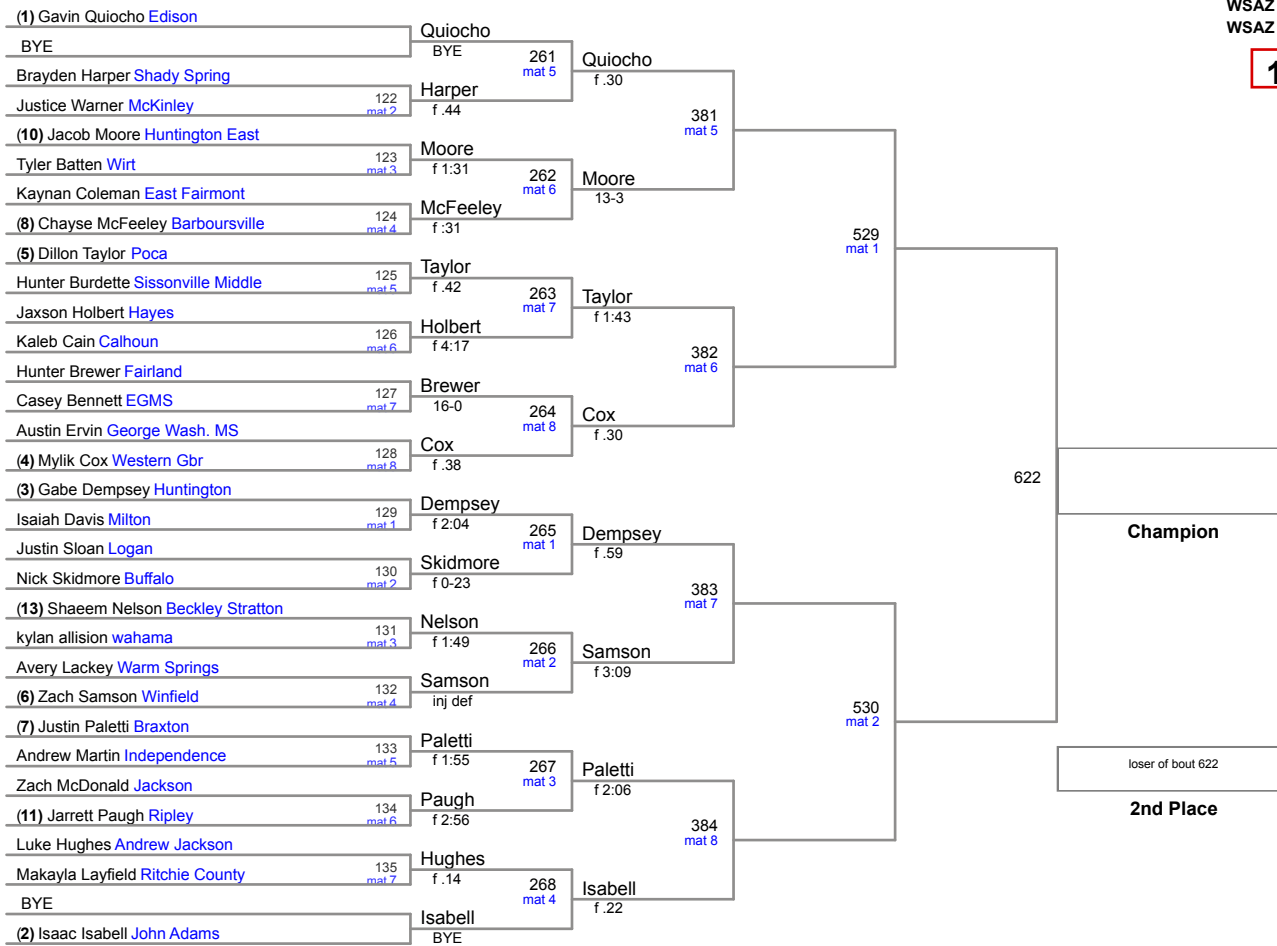 WSAZ
WSAZ
1
(1) Gavin Quiocho Edison
BYE
Brayden Harper Shady Spring
Justice Warner McKinley
122
mat 2
(10) Jacob Moore Huntington East
Tyler Batten Wirt
123
mat 3
Kaynan Coleman East Fairmont
(8) Chayse McFeeley Barboursville
124
mat 4
(5) Dillon Taylor Poca
Hunter Burdette Sissonville Middle
125
mat 5
Jaxson Holbert Hayes
Kaleb Cain Calhoun
126
mat 6
Hunter Brewer Fairland
Casey Bennett EGMS
127
mat 7
Austin Ervin George Wash. MS
(4) Mylik Cox Western Gbr
128
mat 8
(3) Gabe Dempsey Huntington
Isaiah Davis Milton
129
mat 1
Justin Sloan Logan
Nick Skidmore Buffalo
130
mat 2
(13) Shaeem Nelson Beckley Stratton
kylan allision wahama
131
mat 3
Avery Lackey Warm Springs
(6) Zach Samson Winfield
132
mat 4
(7) Justin Paletti Braxton
Andrew Martin Independence
133
mat 5
Zach McDonald Jackson
(11) Jarrett Paugh Ripley
134
mat 6
Luke Hughes Andrew Jackson
Makayla Layfield Ritchie County
135
mat 7
BYE
(2) Isaac Isabell John Adams
Quiocho
BYE
261
mat 5
Harper
f .44
Moore
f 1:31
262
mat 6
McFeeley
f :31
Taylor
f .42
263
mat 7
Holbert
f 4:17
Brewer
16-0
264
mat 8
Cox
f .38
Dempsey
f 2:04
265
mat 1
Skidmore
f 0-23
Nelson
f 1:49
266
mat 2
Samson
inj def
Paletti
f 1:55
267
mat 3
Paugh
f 2:56
Hughes
f .14
268
mat 4
Isabell
BYE
Quiocho
f .30
381
mat 5
Moore
13-3
Taylor
f 1:43
382
mat 6
Cox
f .30
Dempsey
f .59
383
mat 7
Samson
f 3:09
Paletti
f 2:06
384
mat 8
Isabell
f .22
529
mat 1
530
mat 2
622
Champion
loser of bout 622
2nd Place